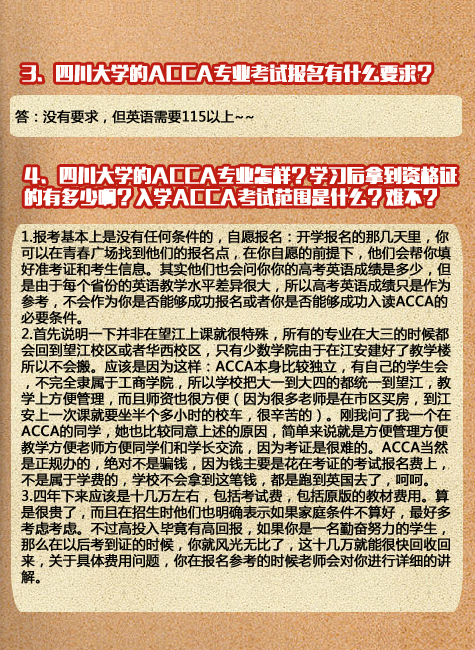 3、四川大学的ACCA专业考试报名有什么要求？
答：没有要求，但英语需要115以上~~
4、四川大学的ACCA专业怎样？学习后拿到资格证
的有多少啊？入学ACCA考试范围是什么？难不？
1.报考基本上是没有任何条件的，自愿报名：开学报名的那几天里，你
可以在青春广场找到他们的报名点，在你自愿的前提下，他们会帮你填
好准考证和考生信息。其实他们也会问你你的高考英语成绩是多少，但
是由于每个省份的英语教学水平差异很大，所以高考英语成绩只是作为
参考，不会作为你是否能够成功报名或者你是否能够成功入读ACCA的
必要条件。
2.首先说明一下并非在望江上课就很特殊，所有的专业在大三的时候都
会回到望江校区或者华西校区，只有少数学院由于在江安建好了教学楼
所以不会搬。应该是因为这样：ACCA本身比较独立，有自己的学生会
，不完全隶属于工商学院，所以学校把大一到大四的都统一到望江，教
学上方便管理，而且师资也很方便（因为很多老师是在市区买房，到江
安上一次课就要坐半个多小时的校车，很辛苦的）。刚我问了我一个在
ACCA的同学，她也比较同意上述的原因，简单来说就是方便管理方便
教学方便老师方便同学们和学长交流，因为考证是很难的。ACCA当然
是正规办的，绝对不是骗钱，因为钱主要是花在考证的考试报名费上，
不是属于学费的，学校不会拿到这笔钱，都是跑到英国去了，呵呵。
3.四年下来应该是十几万左右，包括考试费，包括原版的教材费用。算
是很贵了，而且在招生时他们也明确表示如果家庭条件不算好，最好多
考虑考虑。不过高投入毕竟有高回报，如果你是一名勤奋努力的学生，
那么在以后考到证的时候，你就风光无比了，这十几万就能很快回收回
来，关于具体费用问题，你在报名参考的时候老师会对你进行详细的讲
解。